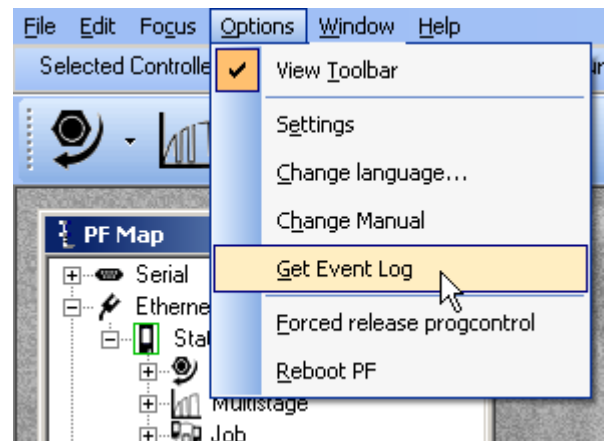 File Edit Focus Options Window Help
Selected Controlle
View Toolbar
Settings
Change language...
Change Manual
Get Event Log
Forced release progcontrol
Reboot PF
PF Map
Serial
Etherne
Stat
Multistage
Job